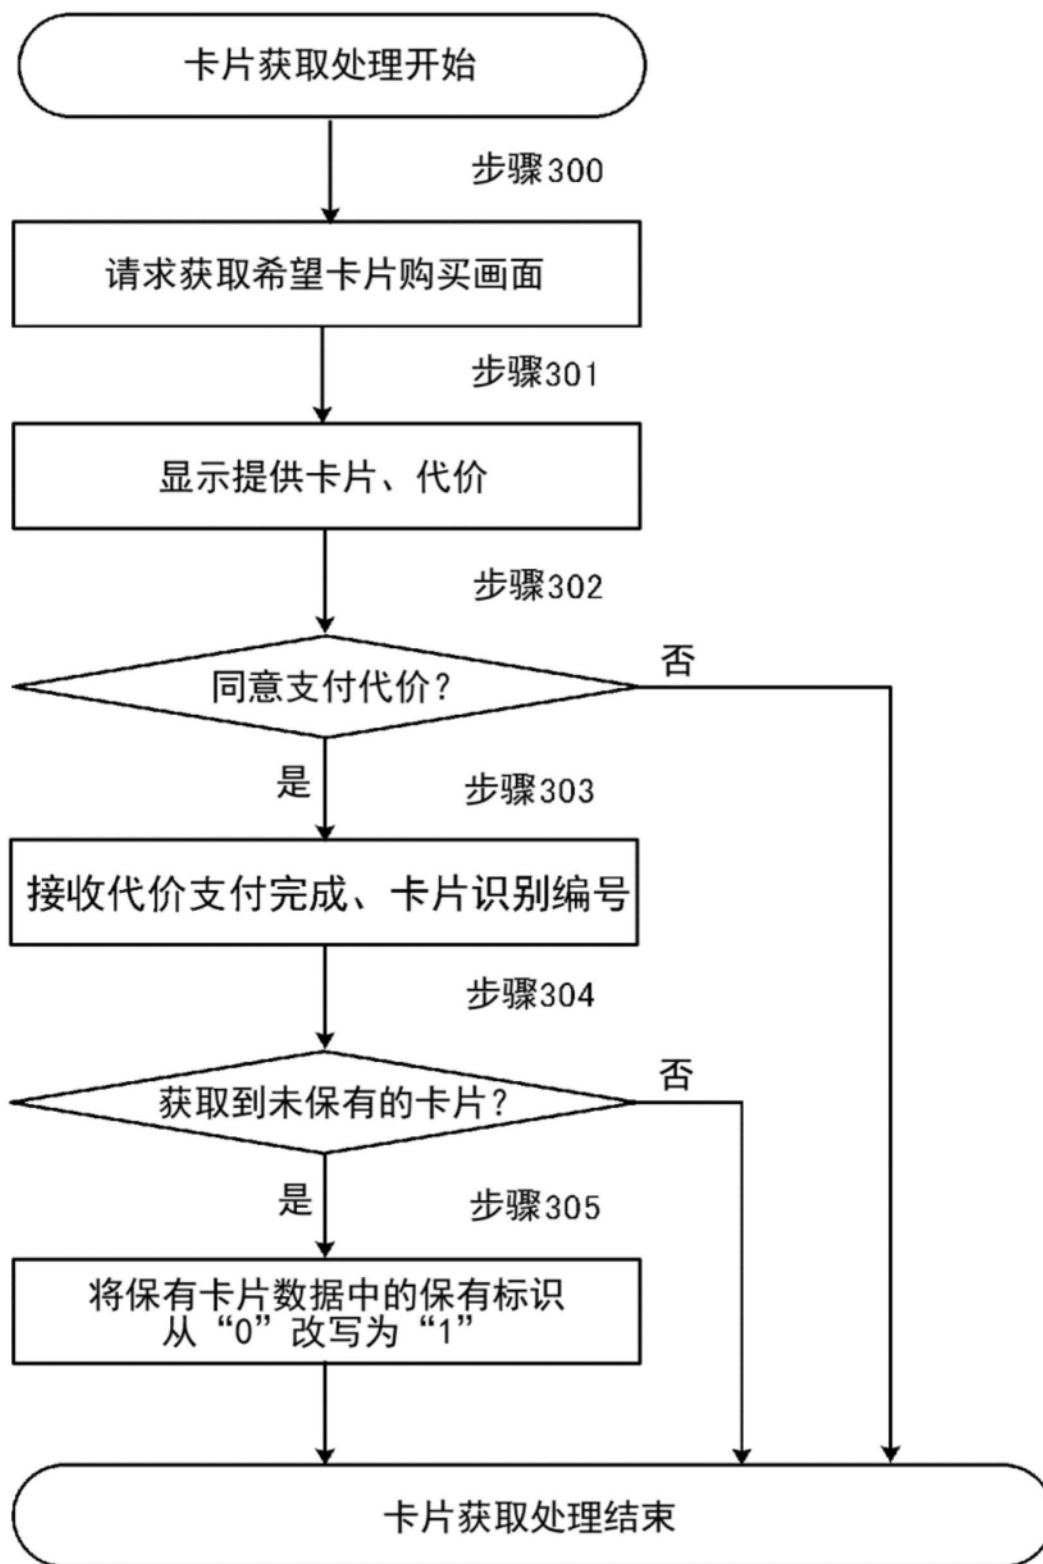 卡片获取处理开始
步骤300
请求获取希望卡片购买画面
步骤301
显示提供卡片、代价
步骤302
同意支付代价？
否
是
步骤303
接收代价支付完成、卡片识别编号
步骤304
获取到未保有的卡片？
否
是
步骤305
将保有卡片数据中的保有标识
从“0”改写为“1”
卡片获取处理结束